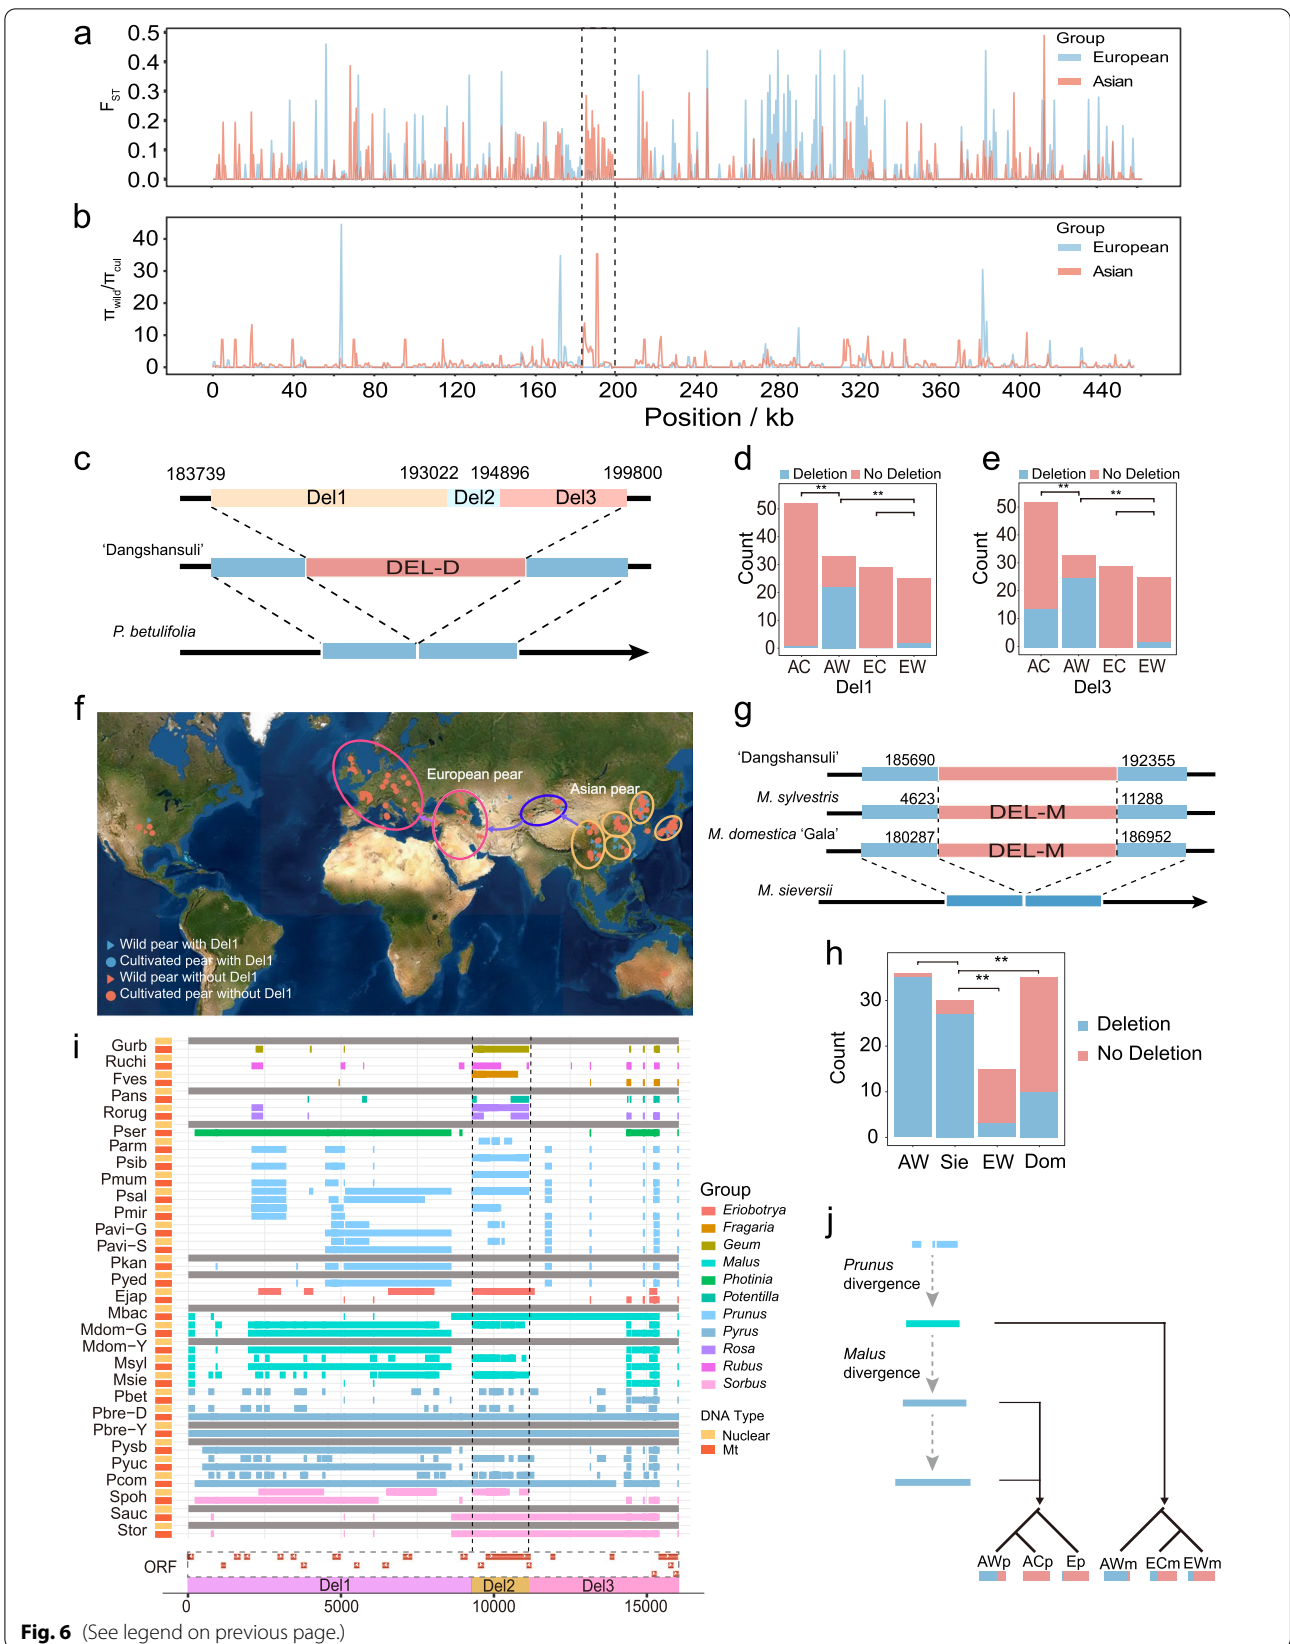 a
0.5
0.4
0.3
0.2
0.1
0.0
FST
Group
European
Asian
b
40
30
20
10
0
πwild/πcul
Group
European
Asian
0 40 80 120 160 200 240 280 320 360 400 440
Position / kb
c
183739 193022 194896 199800
Del1 Del2 Del3
'Dangshansuli'
DEL-D
P. betulifolia
d
Deletion No Deletion
** **
50
40
30
20
10
0
Count
AC AW EC EW
Del1
e
Deletion No Deletion
** **
50
40
30
20
10
0
Count
AC AW EC EW
Del3
f
European pear
Asian pear
Wild pear with Del1
Cultivated pear with Del1
Wild pear without Del1
Cultivated pear without Del1
g
'Dangshansuli' 185690 192355
M. sylvestris 4623 DEL-M 11288
M. domestica 'Gala' 180287 DEL-M 186952
M. sieversii
h
** **
30
20
10
0
Count
AW Sie EW Dom
Deletion
No Deletion
i
Gurb
Ruchi
Fves
Pans
Rorug
Pser
Parm
Psib
Pmum
Psal
Pmir
Pavi-G
Pavi-S
Pkan
Pyed
Ejap
Mbac
Mdom-G
Mdom-Y
Msyl
Msie
Pbet
Pbre-D
Pbre-Y
Pysb
Pyuc
Pcom
Spoh
Sauc
Stor
ORF
Del1 Del2 Del3
0 5000 10000 15000
Group
Eriobotrya
Fragaria
Geum
Malus
Photinia
Potentilla
Prunus
Pyrus
Rosa
Rubus
Sorbus
DNA Type
Nuclear
Mt
j
Prunus
divergence
Malus
divergence
AWp ACp Ep AWm ECm EWm
Fig. 6 (See legend on previous page.)